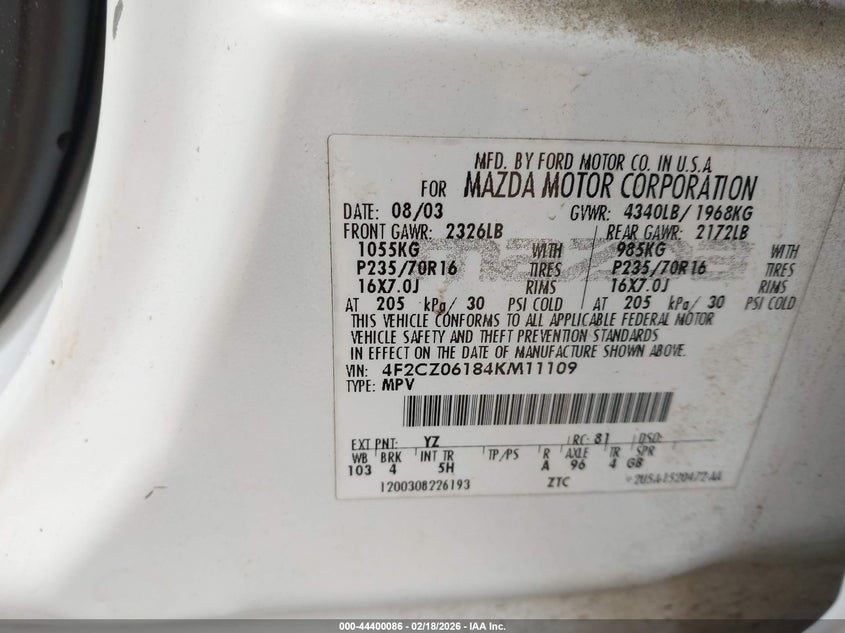 MFD. BY FORD MOTOR CO. IN U.S.A
FOR MAZDA MOTOR CORPORATION
DATE: 08/03 GVWR: 4340LB/1968KG
FRONT GAWR: 2326LB REAR GAWR: 2172LB
1055KG WITH 985KG WITH
P235/70R16 TIRES P235/70R16 TIRES
16X7.0J RIMS 16X7.0J RIMS
AT 205 kPa/ 30 PSI COLD AT 205 kPa/ 30 PSI COLD
THIS VEHICLE CONFORMS TO ALL APPLICABLE FEDERAL MOTOR
VEHICLE SAFETY AND THEFT PREVENTION STANDARDS
IN EFFECT ON THE DATE OF MANUFACTURE SHOWN ABOVE.
VIN: 4F2CZ06184KM11109
TYPE: MPV
EXT PNT: YZ RC: 81 DSO:
WB BRK INT TR TP/PS R AXLE TR SPR
103 4 5H A 96 4 GB
1200308226193 ZTC
000-44400086 - 02/18/2026 - IAA Inc.